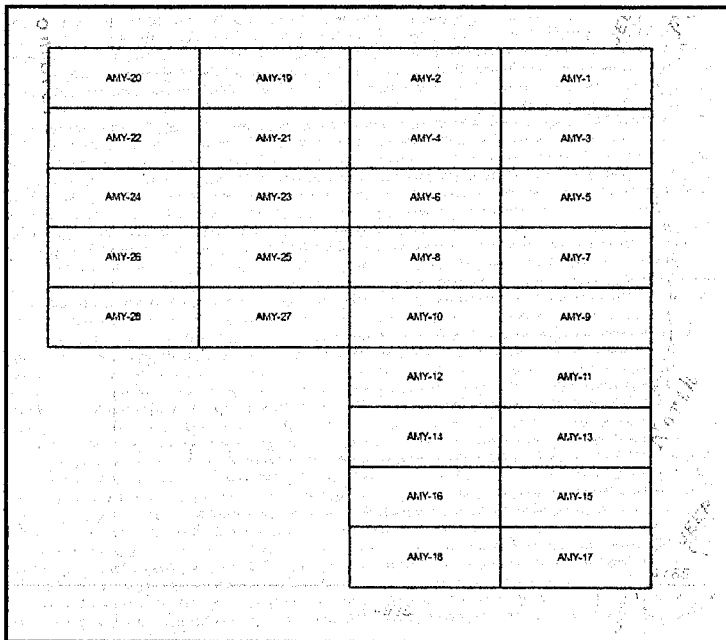 AMY-20 AMY-19 AMY-2 AMY-1
AMY-22 AMY-21 AMY-4 AMY-3
AMY-24 AMY-23 AMY-6 AMY-5
AMY-26 AMY-25 AMY-8 AMY-7
AMY-28 AMY-27 AMY-10 AMY-9
AMY-12 AMY-11
AMY-14 AMY-13
AMY-16 AMY-15
AMY-18 AMY-17